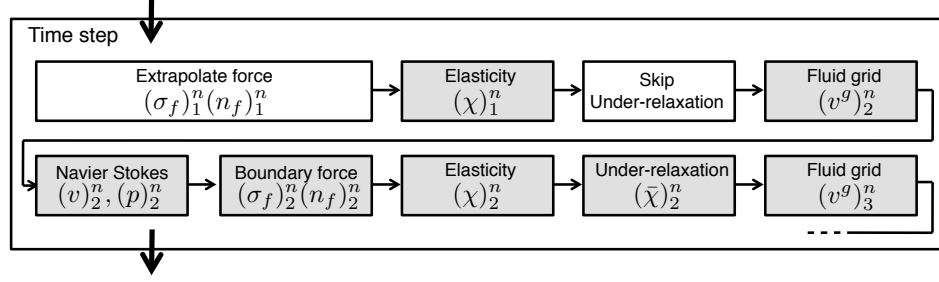 Time step
Extrapolate force
$(\sigma_f)_1^n (n_f)_1^n$
Elasticity
$(\chi)_1^n$
Skip
Under-relaxation
Fluid grid
$(v^g)_2^n$
Navier Stokes
$(v)_2^n, (p)_2^n$
Boundary force
$(\sigma_f)_2^n (n_f)_2^n$
Elasticity
$(\chi)_2^n$
Under-relaxation
$(\bar{\chi})_2^n$
Fluid grid
$(v^g)_3^n$